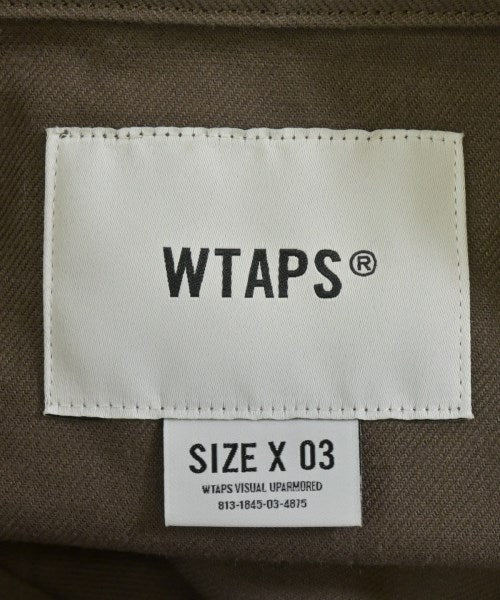 WTAPS®
SIZE X 03
WTAPS VISUAL UPARMORED
813-1845-03-4875